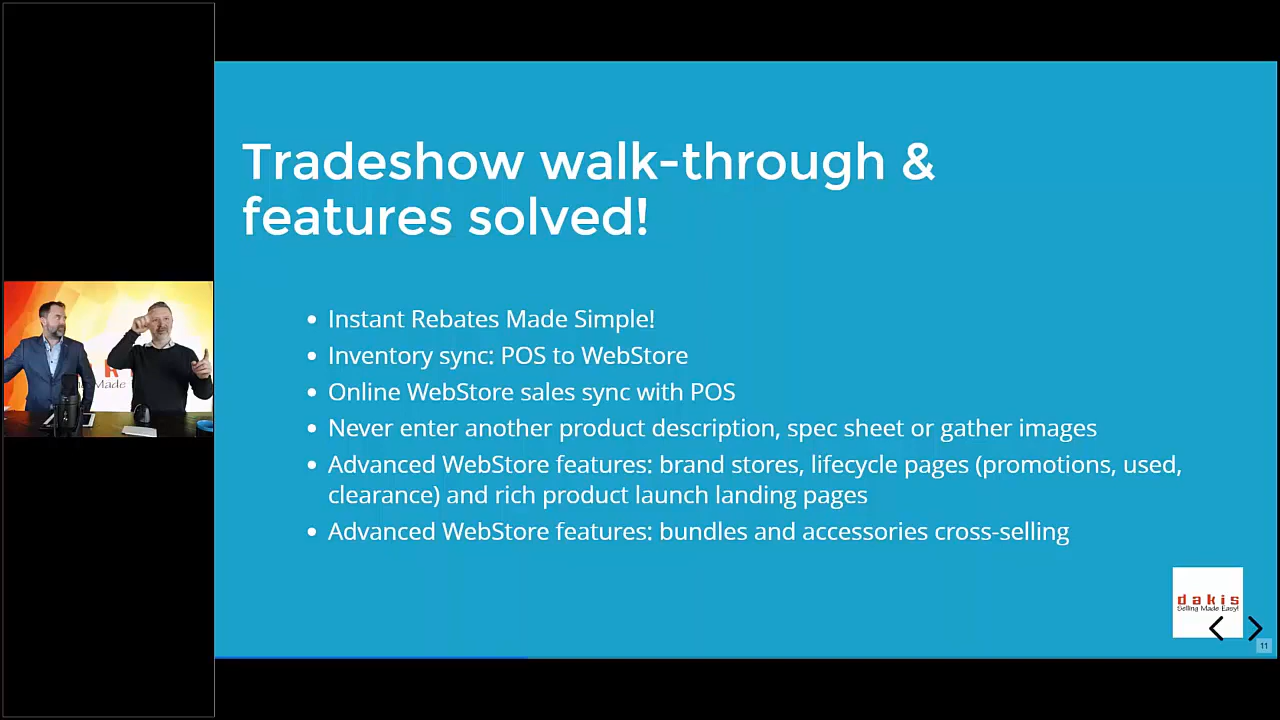 Tradeshow walk-through &
features solved!
• Instant Rebates Made Simple!
• Inventory sync: POS to WebStore
• Online WebStore sales sync with POS
• Never enter another product description, spec sheet or gather images
• Advanced WebStore features: brand stores, lifecycle pages (promotions, used,
clearance) and rich product launch landing pages
• Advanced WebStore features: bundles and accessories cross-selling
Made
dakis
Selling Made Easy!
11